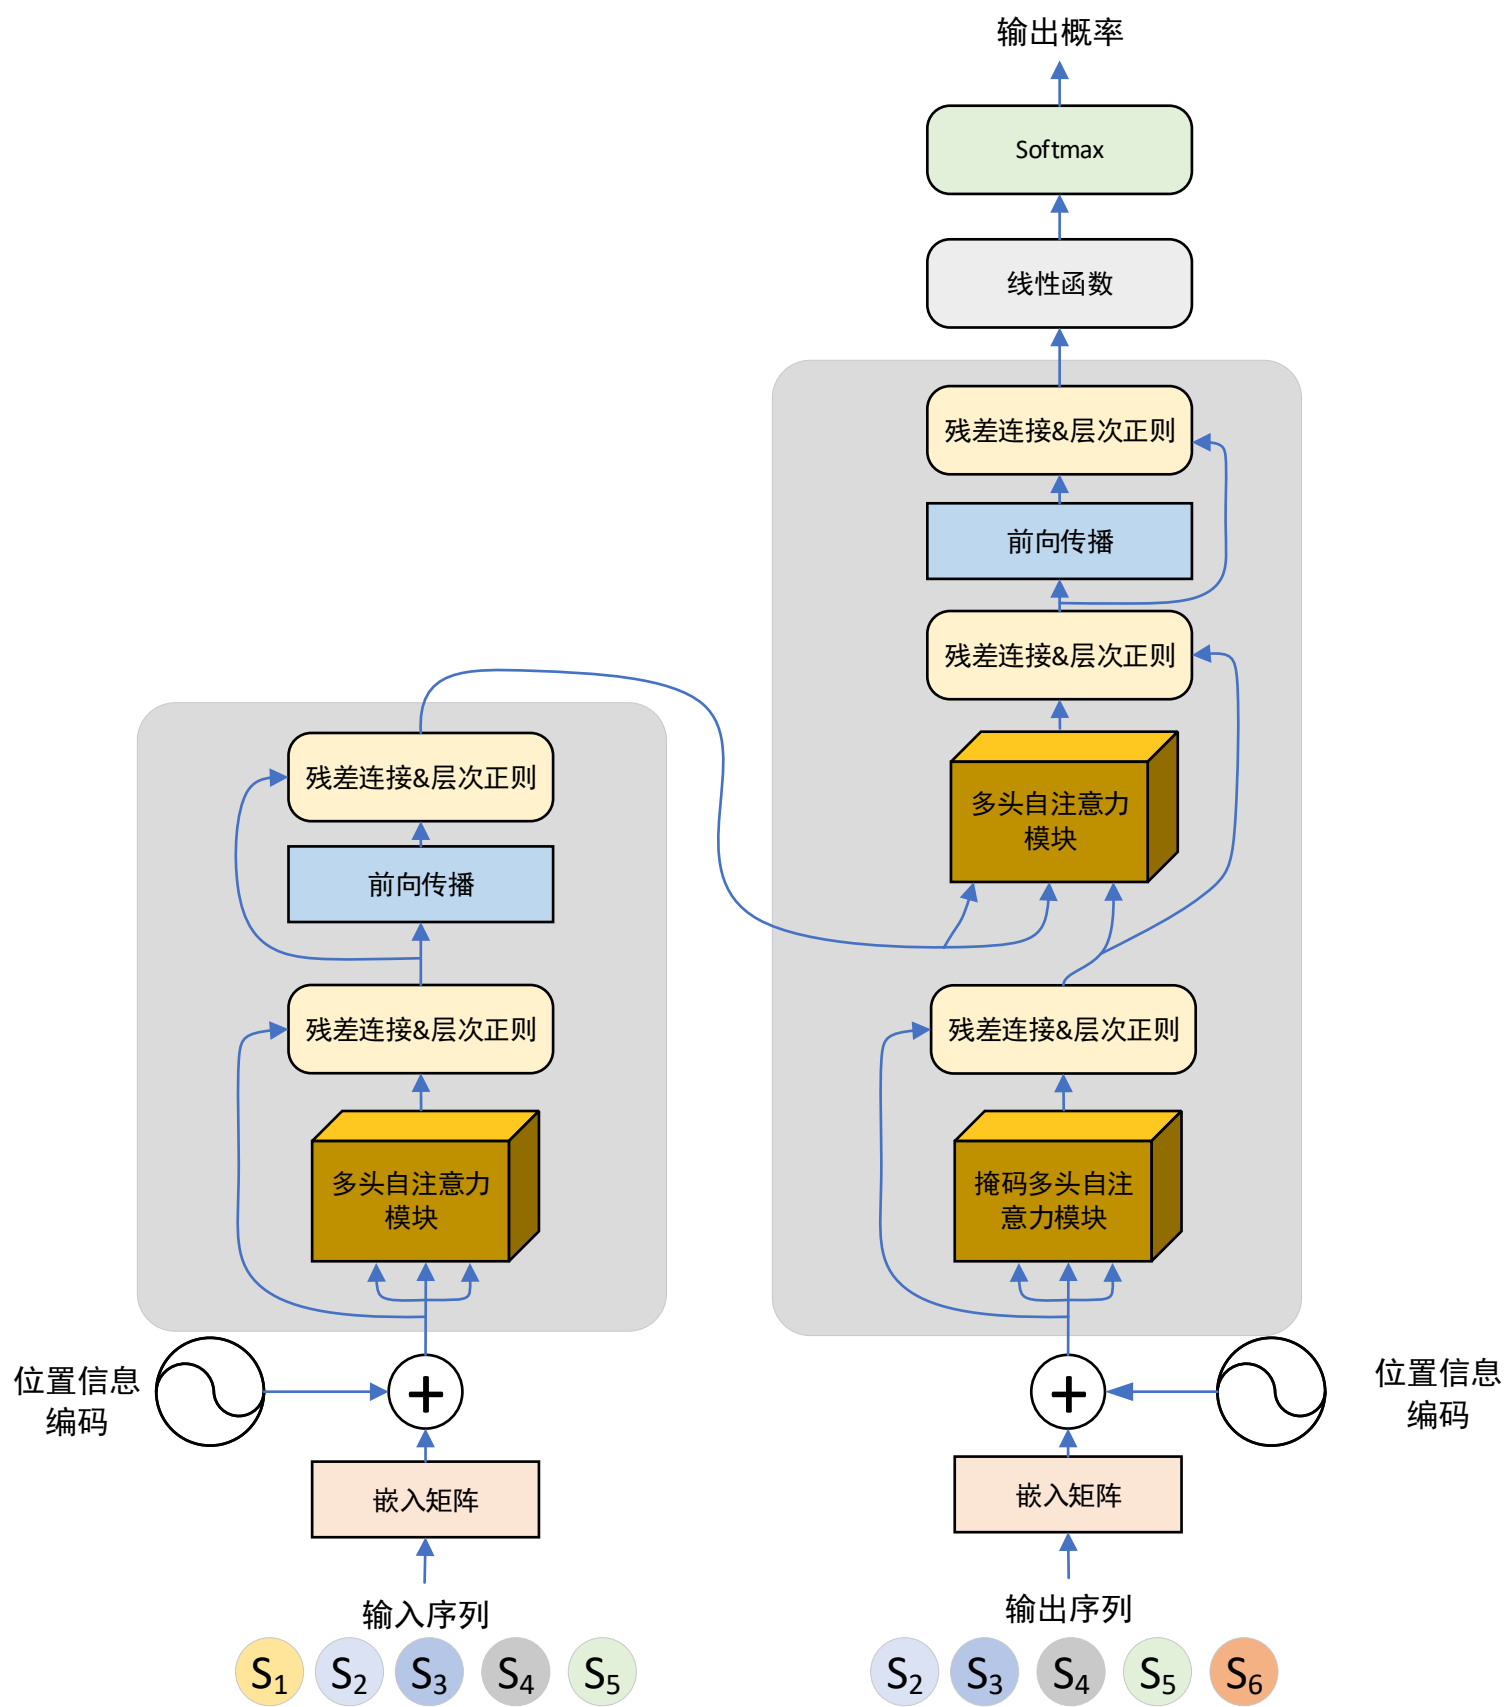 输出概率
Softmax
线性函数
残差连接&层次正则
前向传播
残差连接&层次正则
多头自注意力
模块
残差连接&层次正则
掩码多头自注
意力模块
位置信息
编码
嵌入矩阵
输出序列
S2 S3 S4 S5 S6
残差连接&层次正则
前向传播
残差连接&层次正则
多头自注意力
模块
位置信息
编码
嵌入矩阵
输入序列
S1 S2 S3 S4 S5